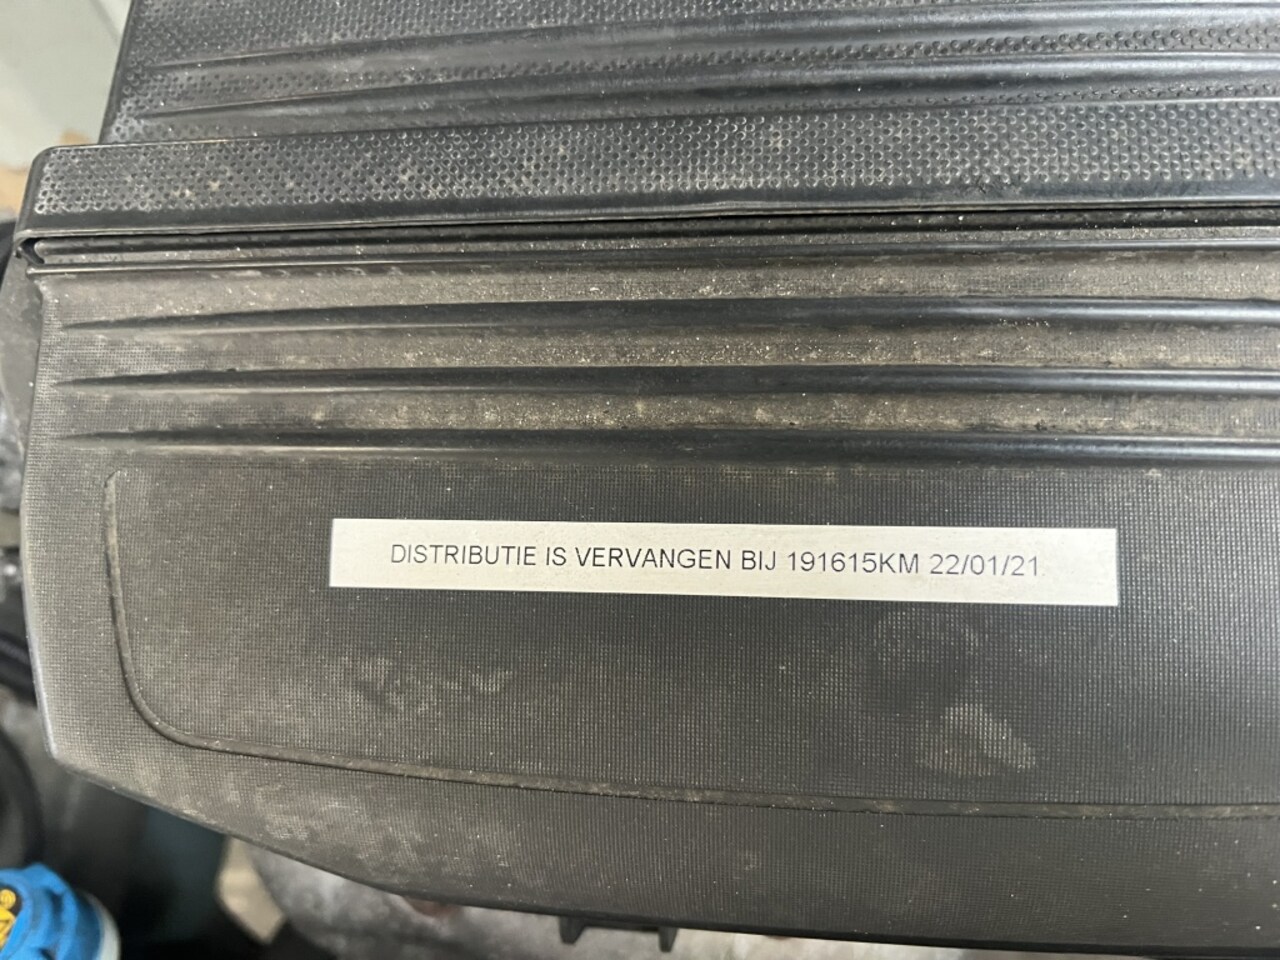 DISTRIBUTIE IS VERVANGEN BIJ 191615KM 22/01/21